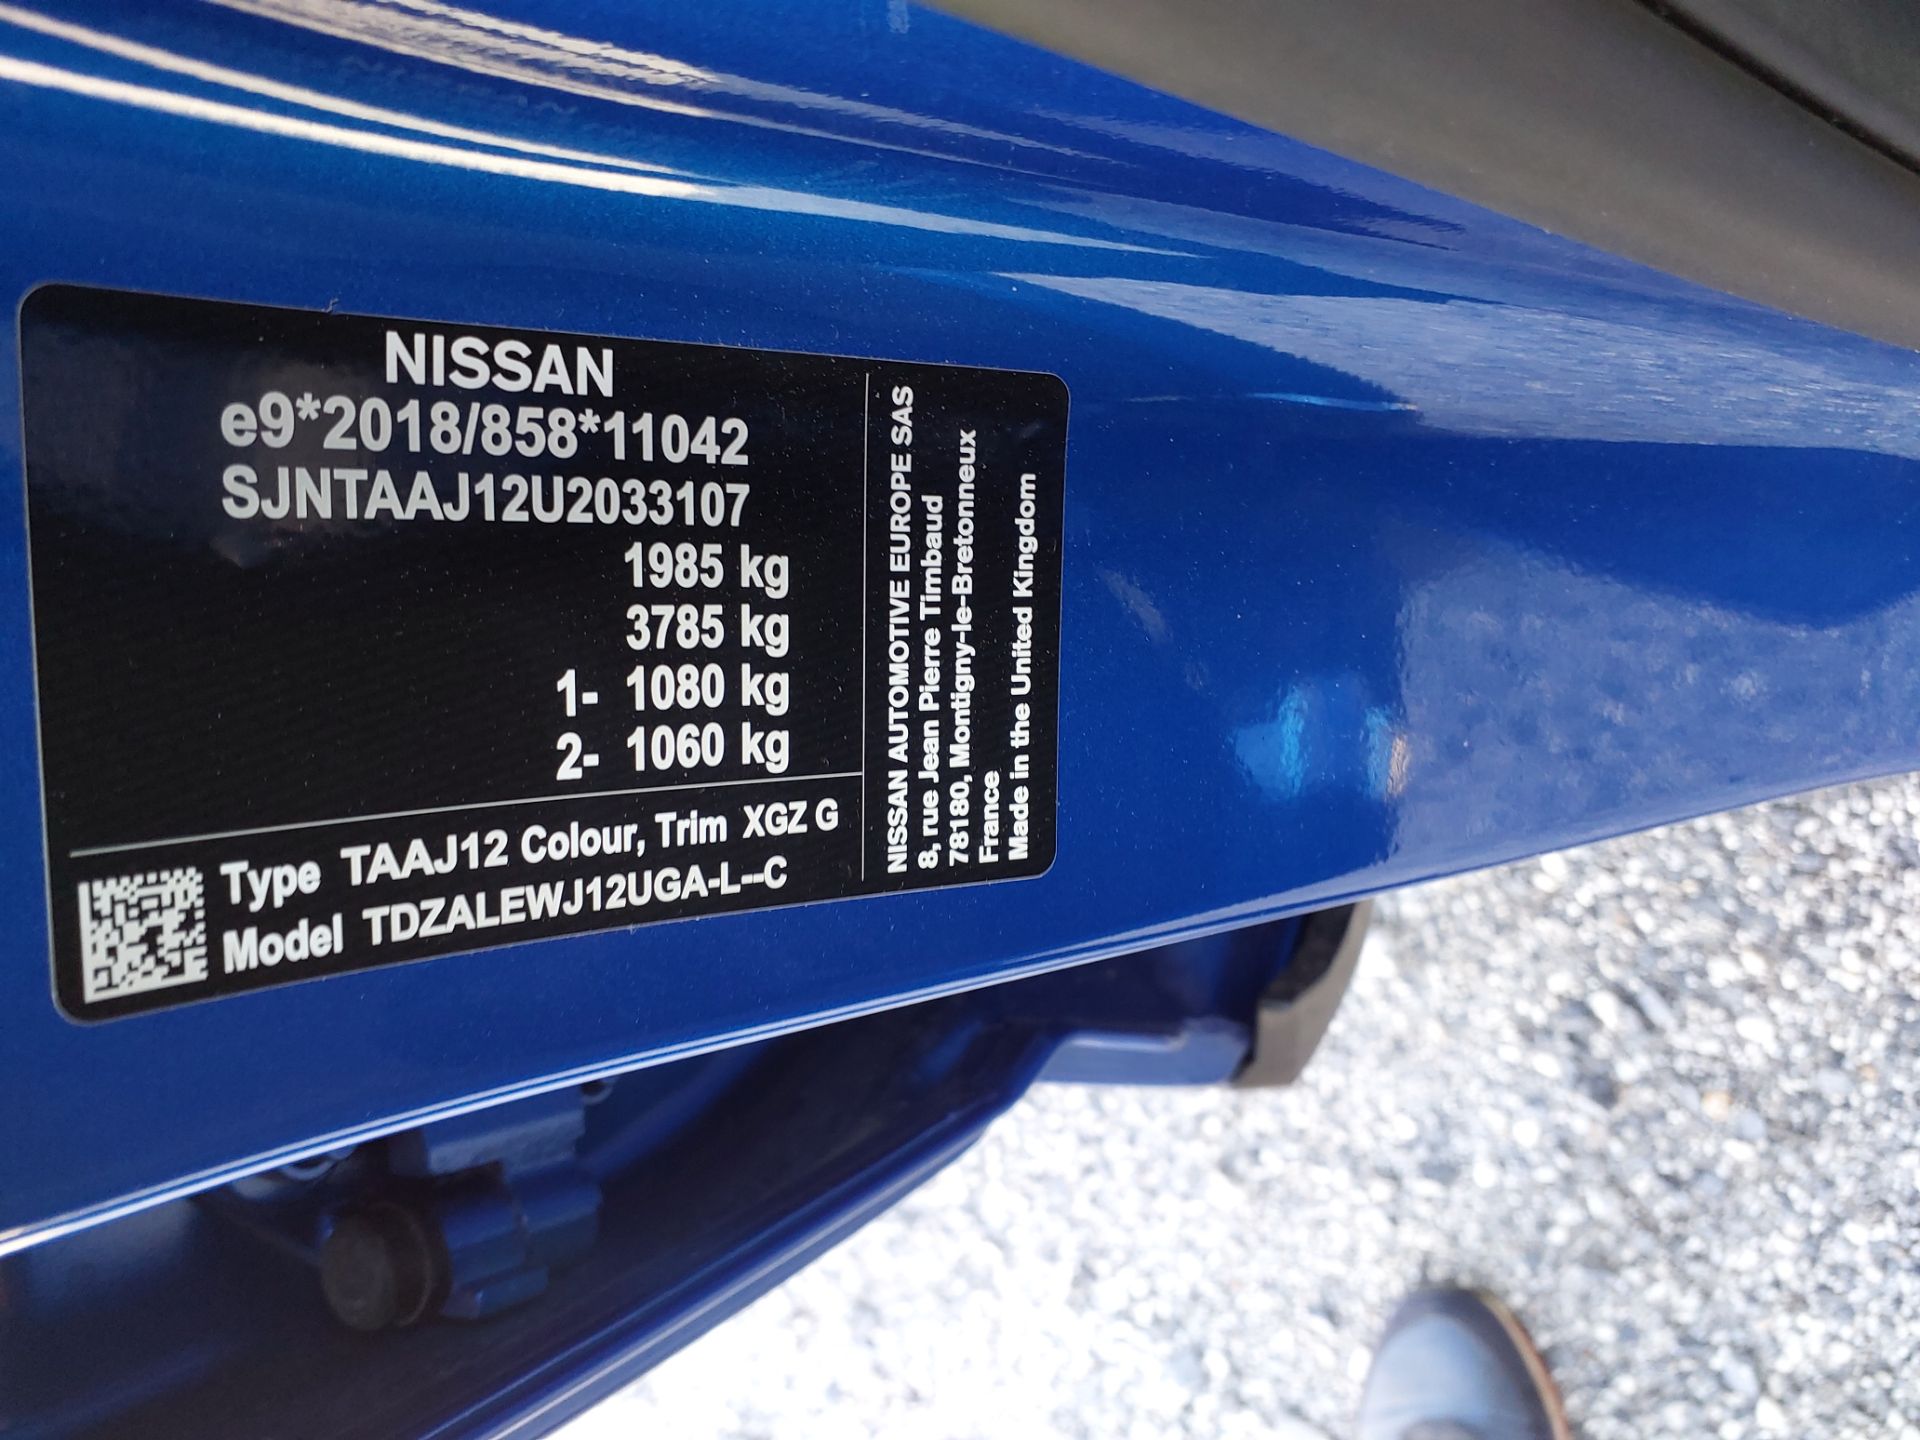 NISSAN
e9*2018/858*11042
SJNTAAJ12U2033107
1985 kg
3785 kg
1- 1080 kg
2- 1060 kg
Type TAAJ12 Colour, Trim XGZ G
Model TDZALEWJ12UGA-L--C
NISSAN AUTOMOTIVE EUROPE SAS
8, rue Jean Pierre Timbaud
78180, Montigny-le-Bretonneux
France
Made in the United Kingdom